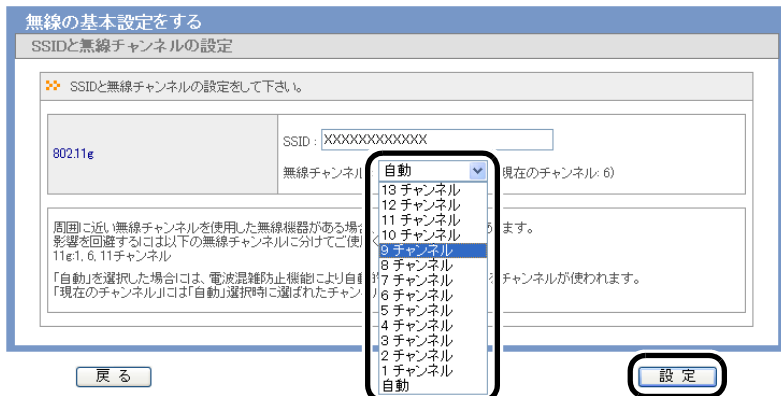 無線の基本設定をする
SSIDと無線チャンネルの設定
SSIDと無線チャンネルの設定をして下さい。
802.11g
SSID : XXXXXXXXXXXX
無線チャンネル 自動 現在のチャンネル: 6)
13 チャンネル
12 チャンネル
11 チャンネル
10 チャンネル
9 チャンネル
8 チャンネル
7 チャンネル
6 チャンネル
5 チャンネル
4 チャンネル
3 チャンネル
2 チャンネル
1 チャンネル
自動
周囲に近い無線チャンネルを使用した無線機器がある場 ます。
影響を回避するには以下の無線チャンネルに分けてご使
11g:1, 6, 11チャンネル
「自動」を選択した場合には、電波混雑防止機能により自 チャンネルが使われます。
「現在のチャンネル」には「自動」選択時に選ばれたチャン
戻 る
設 定